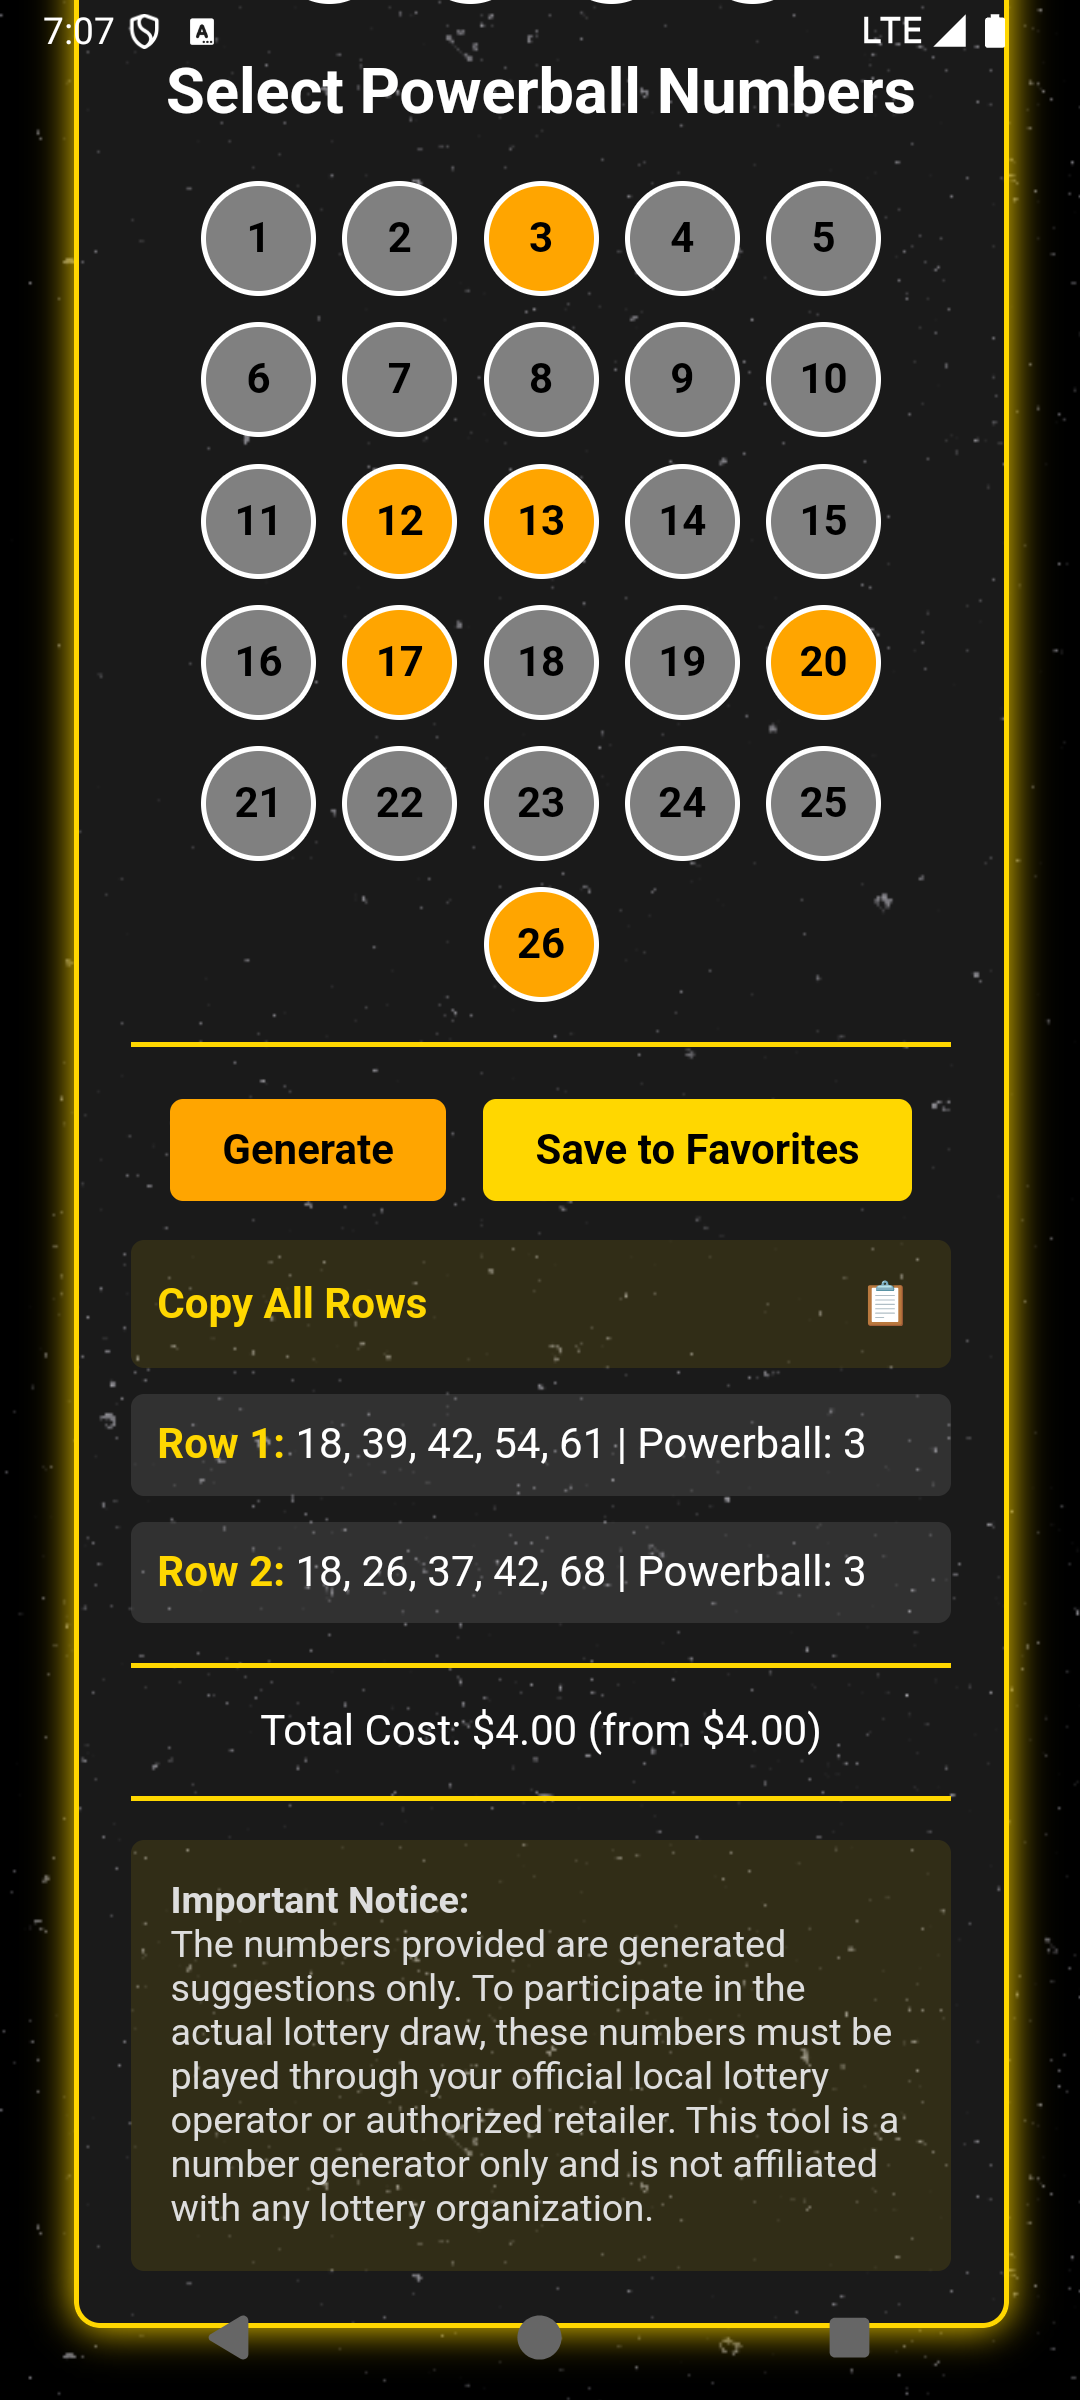 7:07 LTE
Select Powerball Numbers
1 2 3 4 5
6 7 8 9 10
11 12 13 14 15
16 17 18 19 20
21 22 23 24 25
26
Generate Save to Favorites
Copy All Rows
Row 1: 18, 39, 42, 54, 61 | Powerball: 3
Row 2: 18, 26, 37, 42, 68 | Powerball: 3
Total Cost: $4.00 (from $4.00)
Important Notice:
The numbers provided are generated
suggestions only. To participate in the
actual lottery draw, these numbers must be
played through your official local lottery
operator or authorized retailer. This tool is a
number generator only and is not affiliated
with any lottery organization.